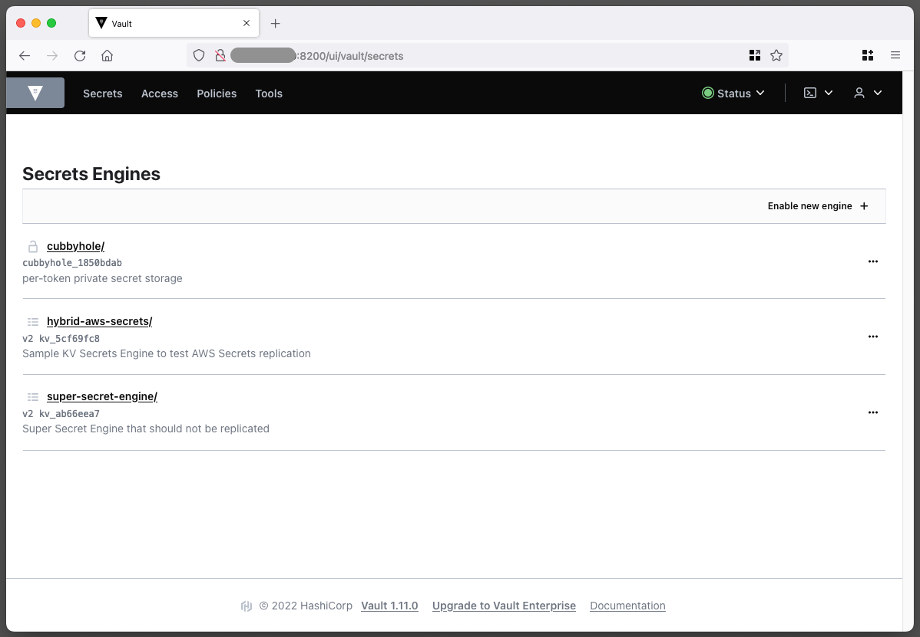 Vault
:8200/ui/vault/secrets
Secrets Access Policies Tools Status
Secrets Engines
Enable new engine +
cubbyhole/
cubbyhole_1850bdab
per-token private secret storage
hybrid-aws-secrets/
v2 kv_5cf69fc8
Sample KV Secrets Engine to test AWS Secrets replication
super-secret-engine/
v2 kv_ab66eea7
Super Secret Engine that should not be replicated
© 2022 HashiCorp Vault 1.11.0 Upgrade to Vault Enterprise Documentation